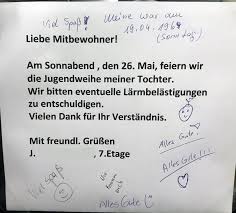 Viel Spaß!
Meine war am
19.04.1964
(Sonntag)
Liebe Mitbewohner!
Am Sonnabend , den 26. Mai, feiern wir
die Jugendweihe meiner Tochter.
Wir bitten eventuelle Lärmbelästigungen
zu entschuldigen.
Vielen Dank für Ihr Verständnis.
Mit freundl. Grüßen
J. , 7.Etage
Alles Gute!
Alles Gute!!!
Viel Spaß
Alles Gute